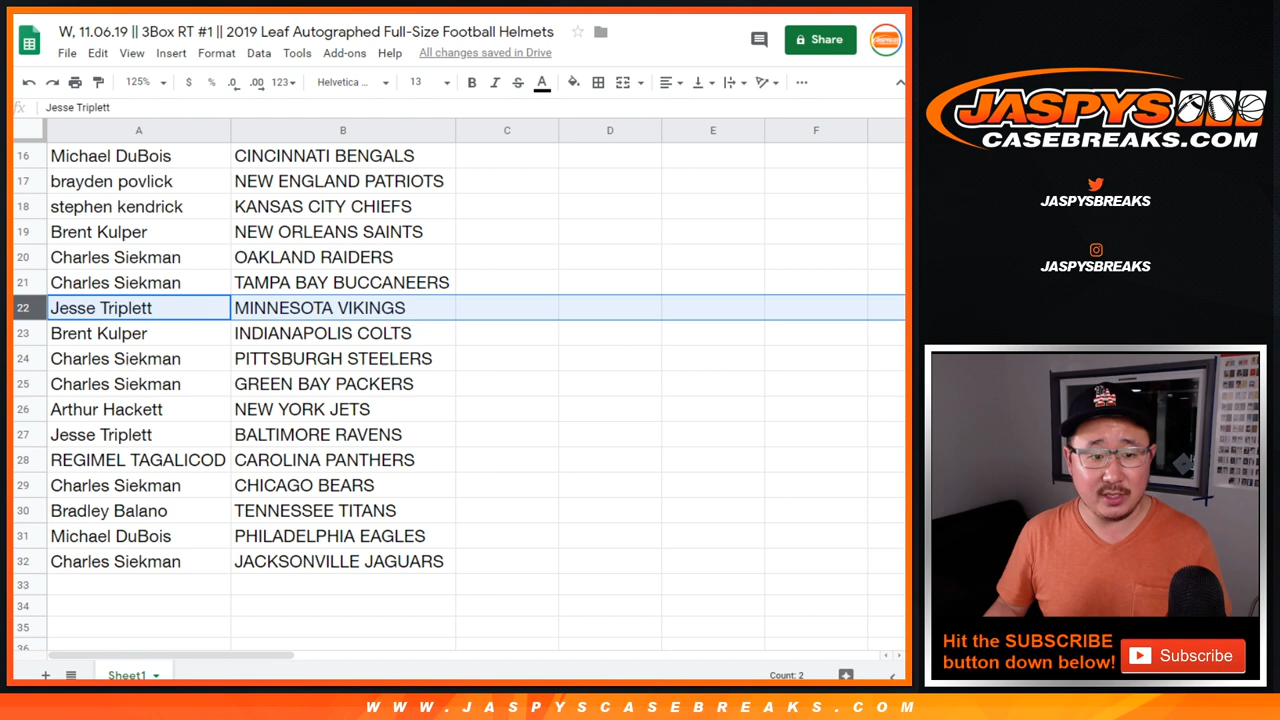 W, 11.06.19 || 3Box RT #1 || 2019 Leaf Autographed Full-Size Football Helmets
File Edit View Insert Format Data Tools Add-ons Help All changes saved in Drive
Share
125% $ % .0 .00 123 Helvetica ... 13 B I S A ...
fx Jesse Triplett
A B C D E F
16 Michael DuBois CINCINNATI BENGALS
17 brayden povlick NEW ENGLAND PATRIOTS
18 stephen kendrick KANSAS CITY CHIEFS
19 Brent Kulper NEW ORLEANS SAINTS
20 Charles Siekman OAKLAND RAIDERS
21 Charles Siekman TAMPA BAY BUCCANEERS
22 Jesse Triplett MINNESOTA VIKINGS
23 Brent Kulper INDIANAPOLIS COLTS
24 Charles Siekman PITTSBURGH STEELERS
25 Charles Siekman GREEN BAY PACKERS
26 Arthur Hackett NEW YORK JETS
27 Jesse Triplett BALTIMORE RAVENS
28 REGIMEL TAGALICOD CAROLINA PANTHERS
29 Charles Siekman CHICAGO BEARS
30 Bradley Balano TENNESSEE TITANS
31 Michael DuBois PHILADELPHIA EAGLES
32 Charles Siekman JACKSONVILLE JAGUARS
33
34
35
36
Sheet1 Count: 2
JASPYS
CASEBREAKS.COM
JASPYSBREAKS
JASPYSBREAKS
LA
Hit the SUBSCRIBE
button down below!
Subscribe
WWW.JASPYSCASEBREAKS.COM